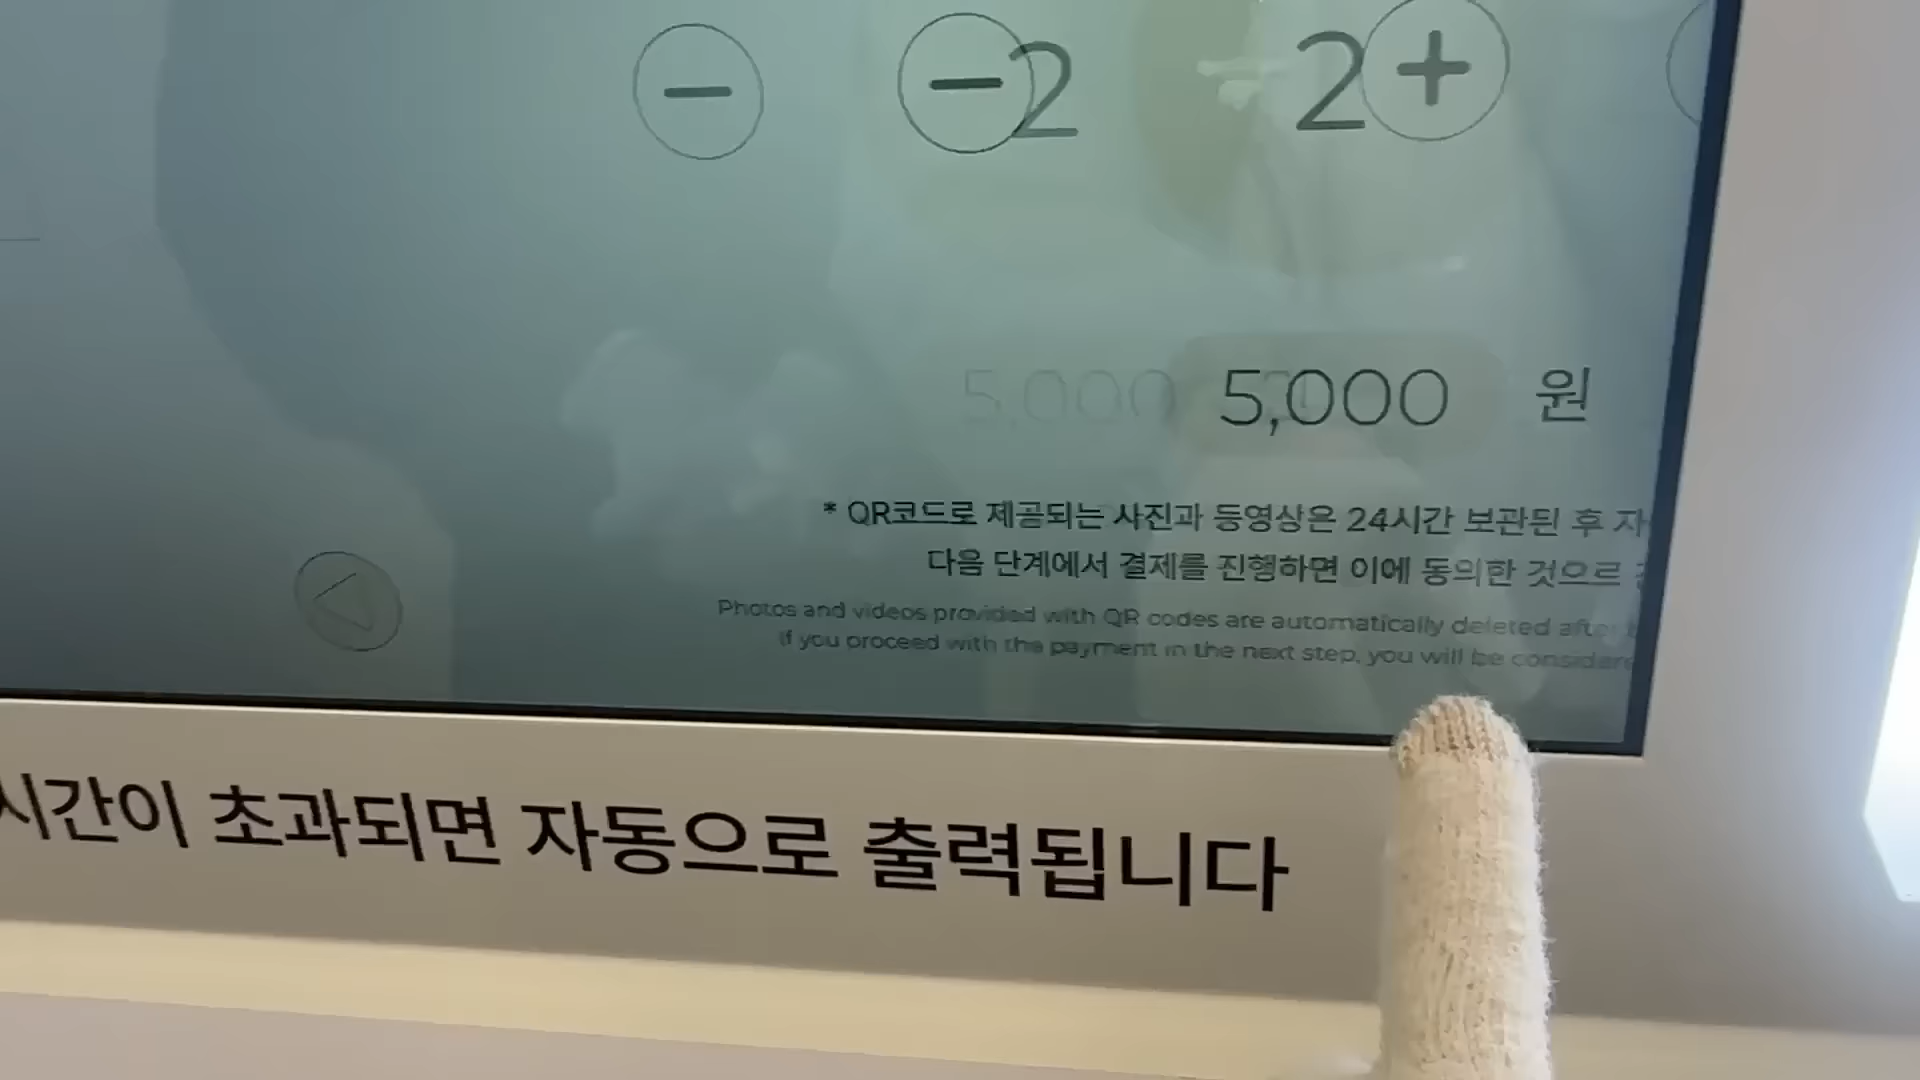 − − 2 2 +
5,000 5,000 원
* QR코드로 제공되는 사진과 동영상은 24시간 보관된 후
다음 단계에서 결제를 진행하면 이에 동의한 것으로
Photos and videos provided with QR codes are automatically deleted after
If you proceed with the payment in the next step, you will be
시간이 초과되면 자동으로 출력됩니다